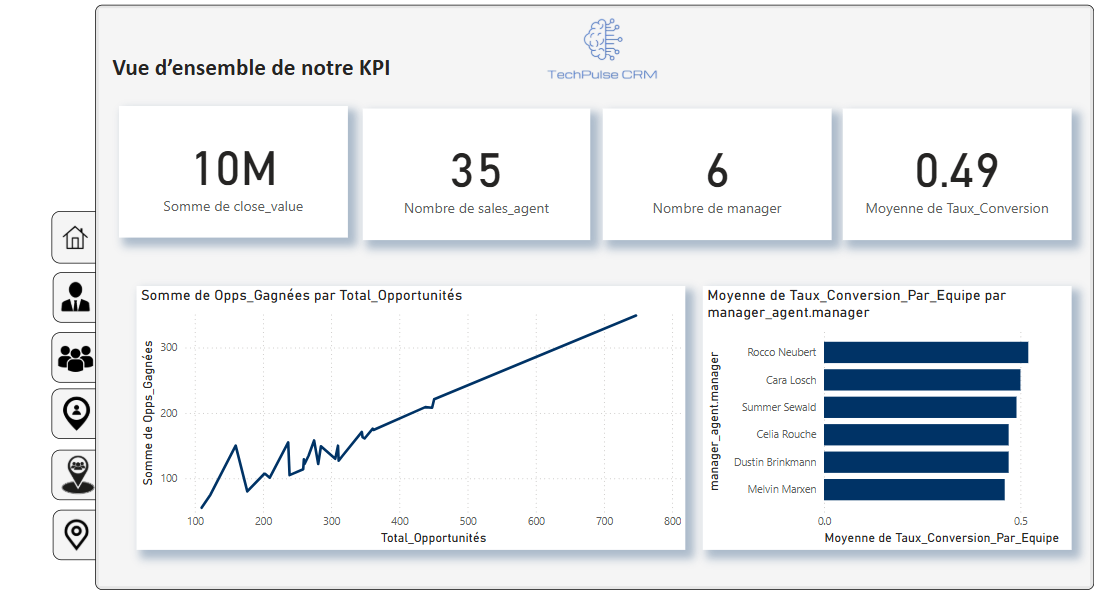 TechPulse CRM
Vue d’ensemble de notre KPI
10M
Somme de close_value
35
Nombre de sales_agent
6
Nombre de manager
0.49
Moyenne de Taux_Conversion
Somme de Opps_Gagnées par Total_Opportunités
Somme de Opps_Gagnées
300
200
100
100 200 300 400 500 600 700 800
Total_Opportunités
Moyenne de Taux_Conversion_Par_Equipe par
manager_agent.manager
manager_agent.manager
Rocco Neubert
Cara Losch
Summer Sewald
Celia Rouche
Dustin Brinkmann
Melvin Marxen
0.0 0.5
Moyenne de Taux_Conversion_Par_Equipe